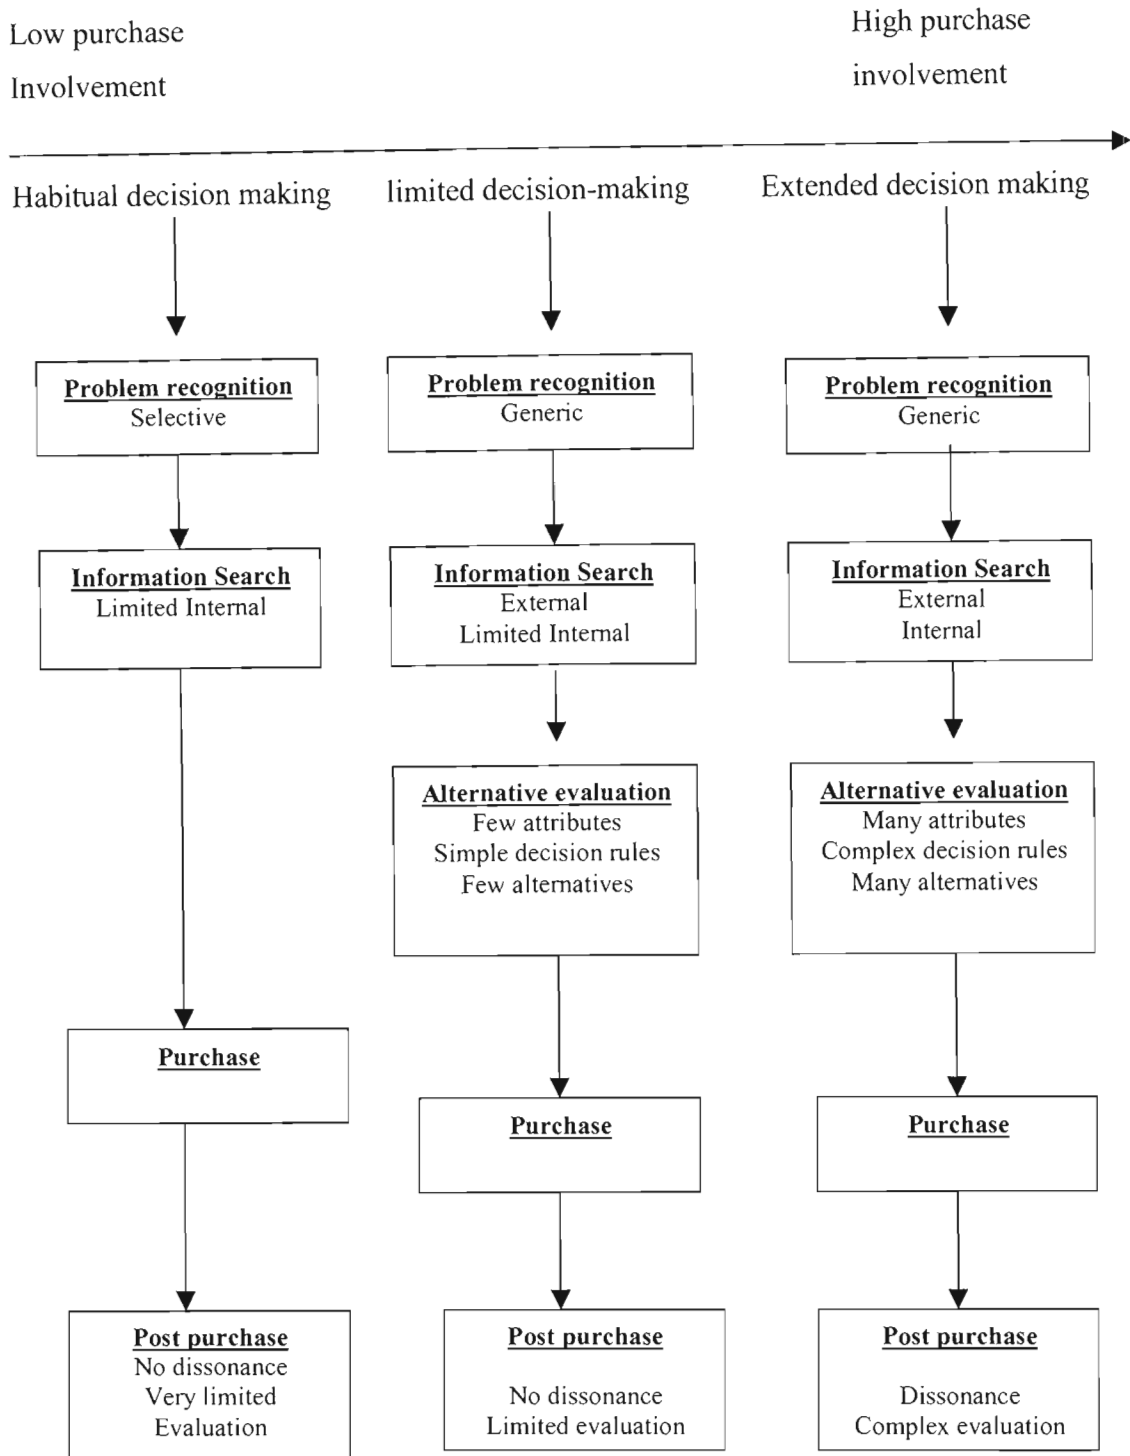 Low purchase
Involvement
High purchase
involvement
Habitual decision making
limited decision-making
Extended decision making
Problem recognition
Selective
Problem recognition
Generic
Problem recognition
Generic
Information Search
Limited Internal
Information Search
External
Limited Internal
Information Search
External
Internal
Alternative evaluation
Few attributes
Simple decision rules
Few alternatives
Alternative evaluation
Many attributes
Complex decision rules
Many alternatives
Purchase
Purchase
Purchase
Post purchase
No dissonance
Very limited
Evaluation
Post purchase
No dissonance
Limited evaluation
Post purchase
Dissonance
Complex evaluation